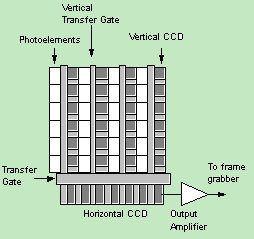 Vertical
Transfer Gate
Photoelements
Vertical CCD
Transfer
Gate
To frame
grabber
Horizontal CCD
Output
Amplifier